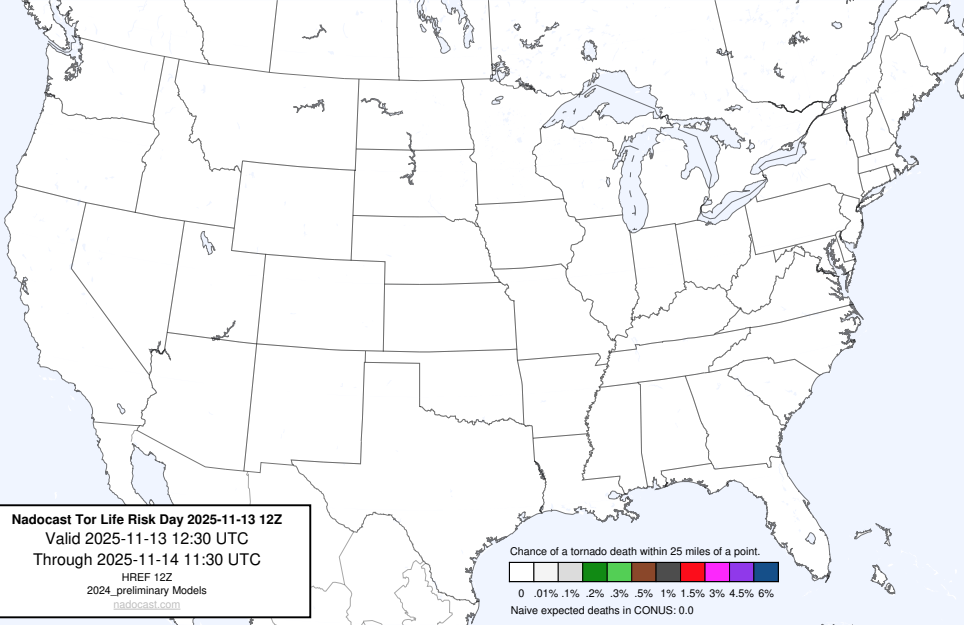 Nadocast Tor Life Risk Day 2025-11-13 12Z
Valid 2025-11-13 12:30 UTC
Through 2025-11-14 11:30 UTC
HREF 12Z
2024_preliminary Models
nadocast.com
Chance of a tornado death within 25 miles of a point.
0 .01% .1% .2% .3% .5% 1% 1.5% 3% 4.5% 6%
Naive expected deaths in CONUS: 0.0